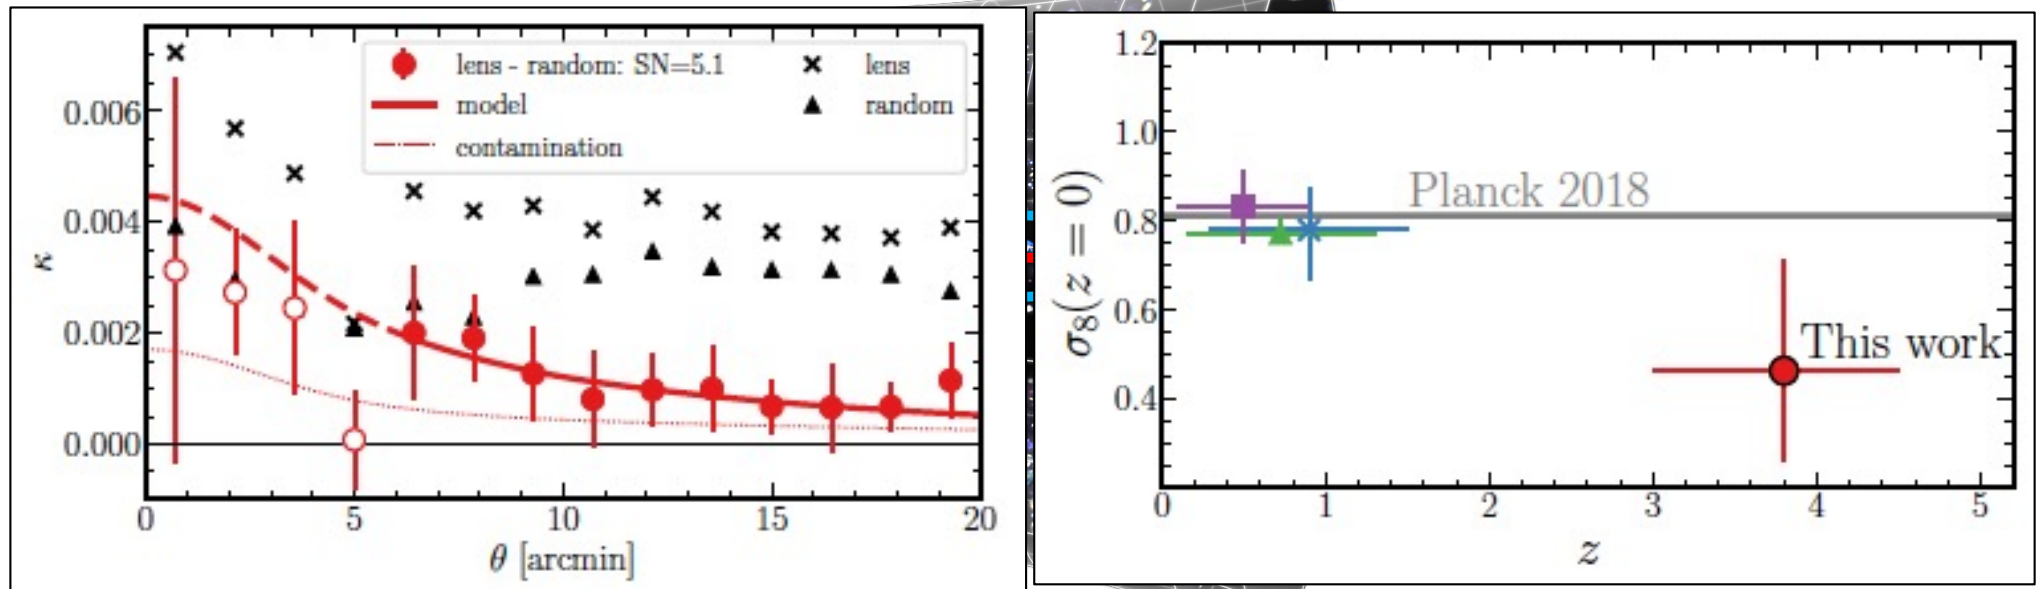 lens - random: SN=5.1
lens
model
random
contamination
0.006
0.004
0.002
0.000
κ
0
5
10
15
20
θ [arcmin]
1.2
1.0
0.8
0.6
0.4
σ8(z = 0)
Planck 2018
This work
0
1
2
3
4
5
z